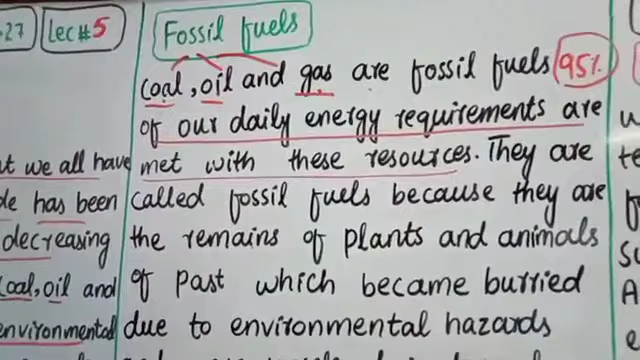 -27
Lec#5
Fossil fuels
coal, oil and gas are fossil fuels 95%
of our daily energy requirements are
met with these resources. They are
called fossil fuels because they are
the remains of plants and animals
of past which became burried
due to environmental hazards
t we all have
de has been
decreasing
coal, oil and
environmental